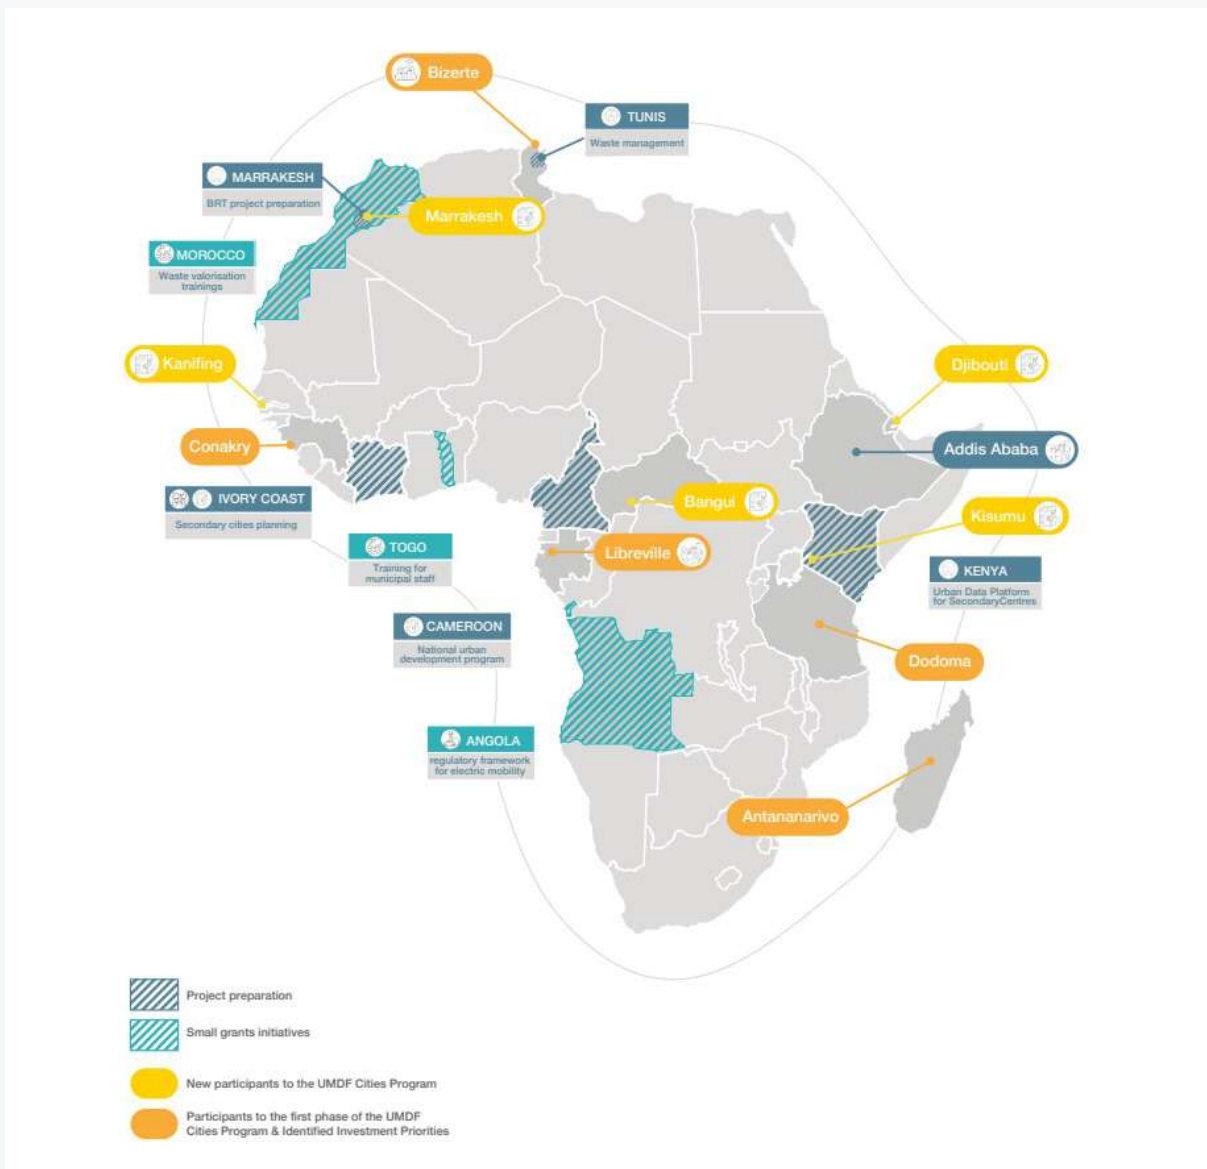 Bizerte
TUNIS
Waste management
MARRAKESH
BRT project preparation
Marrakesh
MOROCCO
Waste valorisation
trainings
Kanifing
Djibouti
Conakry
Addis Ababa
IVORY COAST
Secondary cities planning
Bangui
Kisumu
TOGO
Training for
municipal staff
Libreville
KENYA
Urban Data Platform
for SecondaryCentres
CAMEROON
National urban
development program
Dodoma
ANGOLA
regulatory framework
for electric mobility
Antananarivo
Project preparation
Small grants initiatives
New participants to the UMDF Cities Program
Participants to the first phase of the UMDF
Cities Program & Identified Investment Priorities